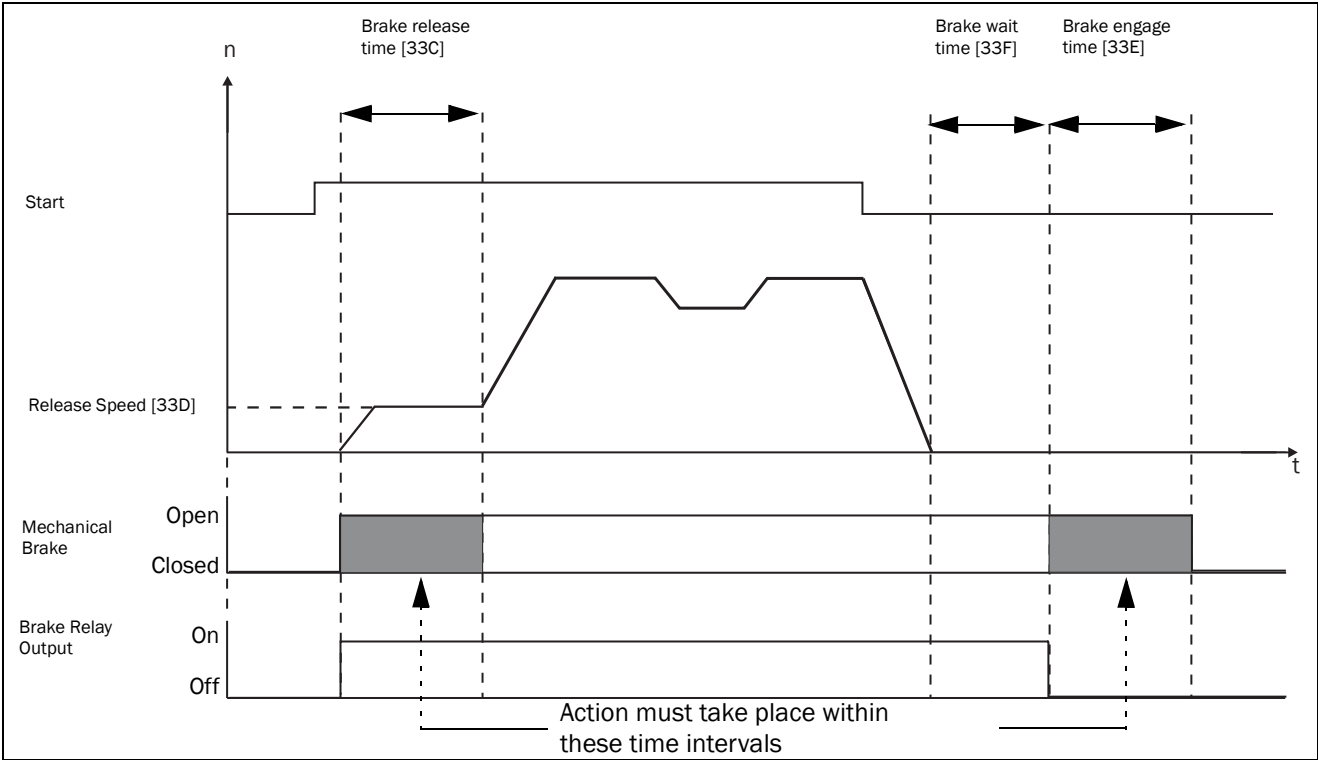 Brake release
time [33C]
Brake wait
time [33F]
Brake engage
time [33E]
n
Start
Release Speed [33D]
t
Mechanical
Brake
Open
Closed
Brake Relay
Output
On
Off
Action must take place within
these time intervals